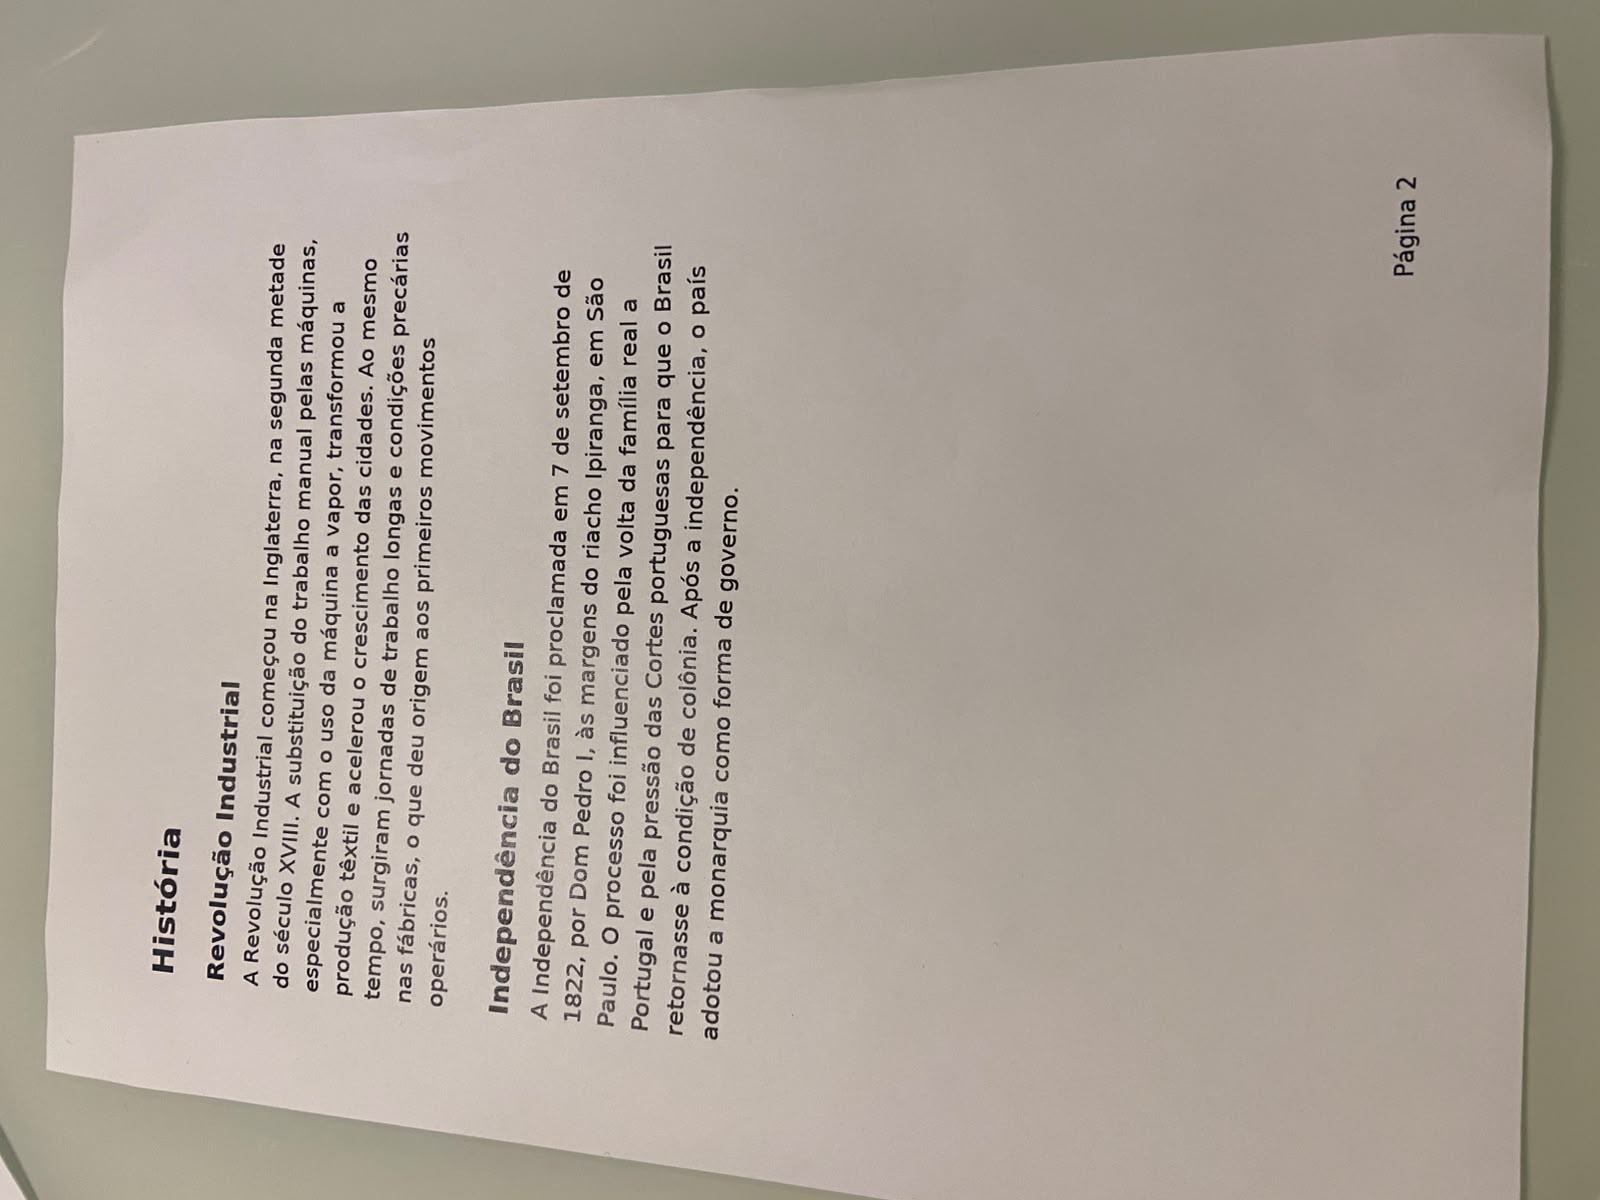 História
Revolução Industrial
A Revolução Industrial começou na Inglaterra, na segunda metade
do século XVIII. A substituição do trabalho manual pelas máquinas,
especialmente com o uso da máquina a vapor, transformou a
produção têxtil e acelerou o crescimento das cidades. Ao mesmo
tempo, surgiram jornadas de trabalho longas e condições precárias
nas fábricas, o que deu origem aos primeiros movimentos
operários.
Independência do Brasil
A Independência do Brasil foi proclamada em 7 de setembro de
1822, por Dom Pedro I, às margens do riacho Ipiranga, em São
Paulo. O processo foi influenciado pela volta da família real a
Portugal e pela pressão das Cortes portuguesas para que o Brasil
retornasse à condição de colônia. Após a independência, o país
adotou a monarquia como forma de governo.
Página 2